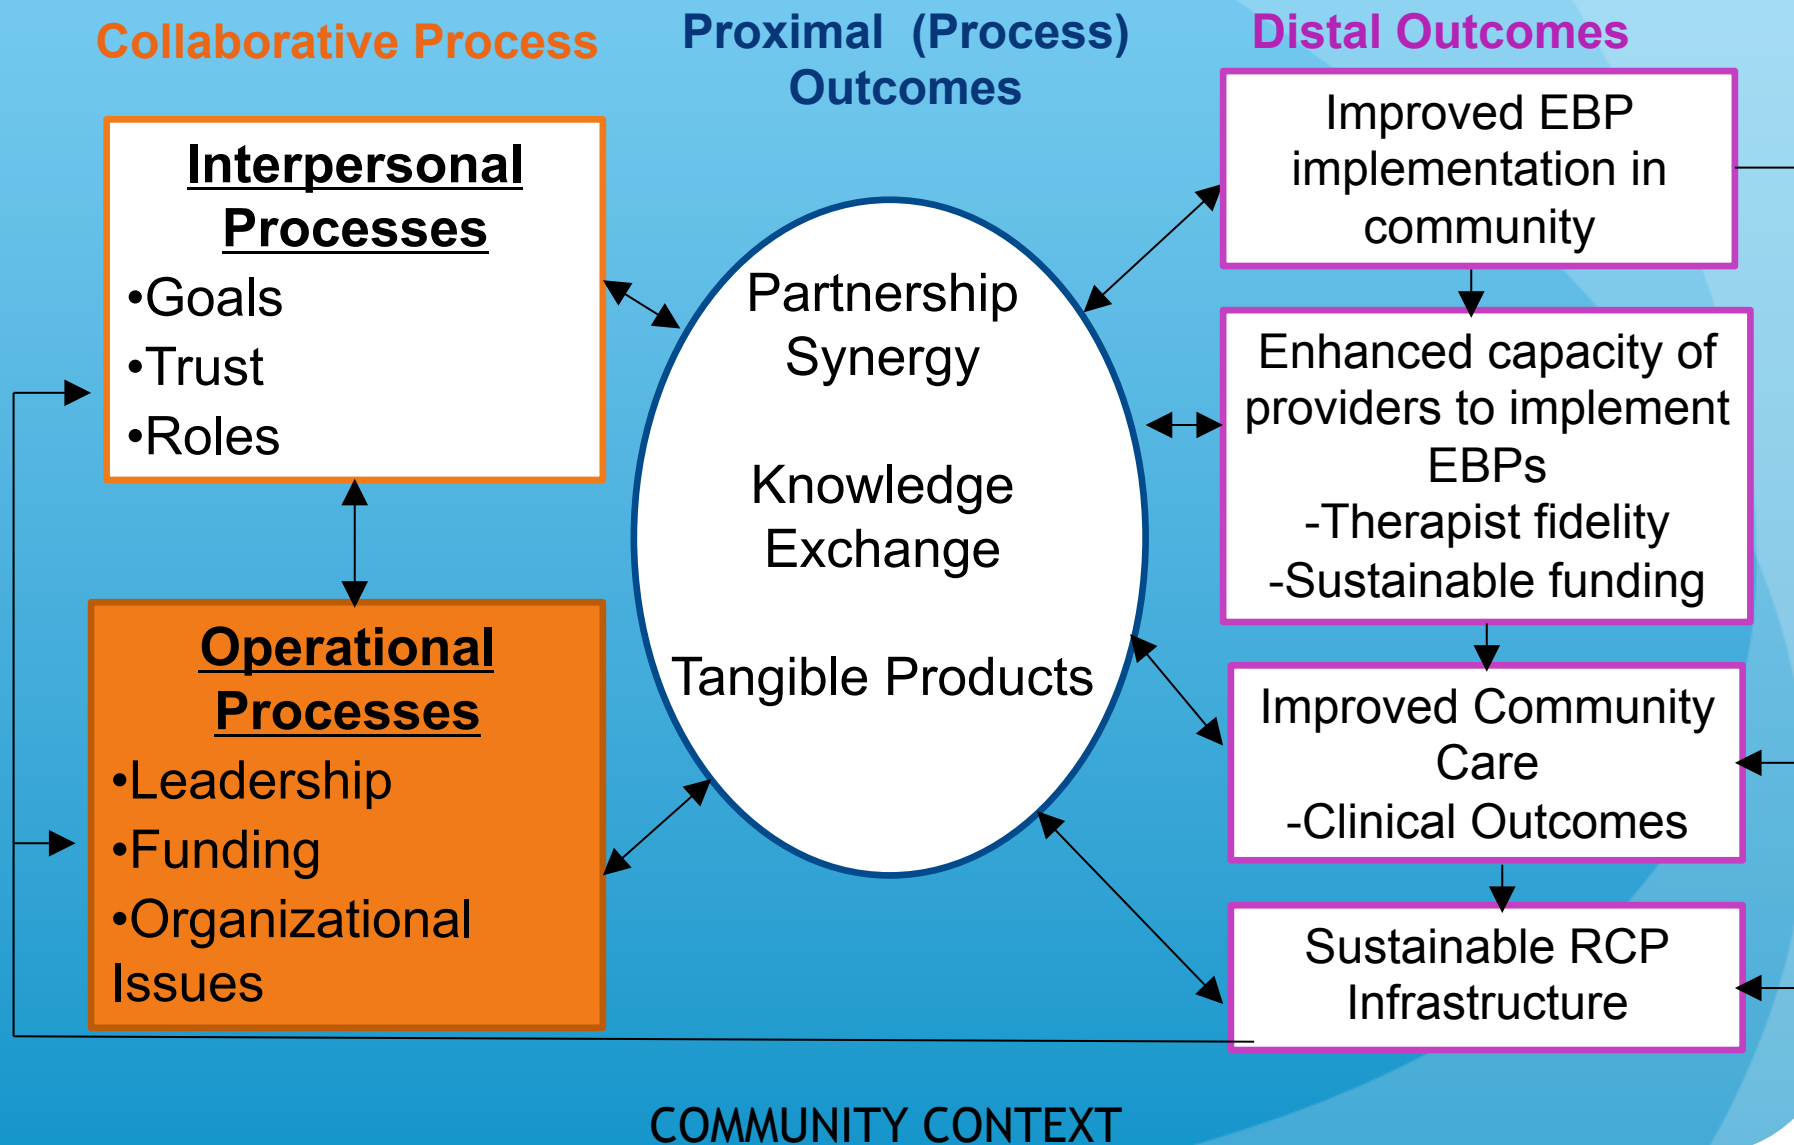 Collaborative Process
Proximal (Process)
Outcomes
Distal Outcomes
Interpersonal
Processes
•Goals
•Trust
•Roles
Operational
Processes
•Leadership
•Funding
•Organizational
Issues
Partnership
Synergy
Knowledge
Exchange
Tangible Products
Improved EBP
implementation in
community
Enhanced capacity of
providers to implement
EBPs
-Therapist fidelity
-Sustainable funding
Improved Community
Care
-Clinical Outcomes
Sustainable RCP
Infrastructure
COMMUNITY CONTEXT